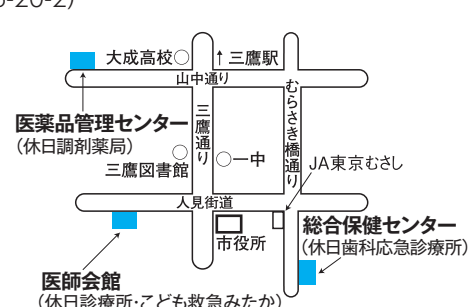 5-20-2)
大成高校
↑三鷹駅
山中通り
医薬品管理センター
(休日調剤薬局)
三鷹通り
むらさき橋通り
三鷹図書館
一中
JA東京むさし
人見街道
市役所
総合保健センター
(休日歯科応急診療所)
医師会館
(休日診療所・こども救急みたか)